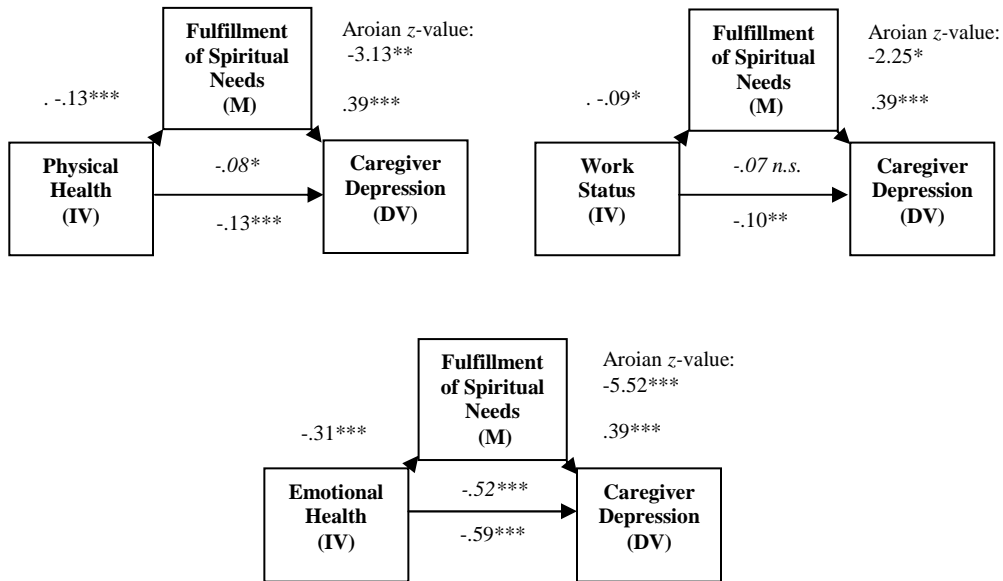 Fulfillment
of Spiritual
Needs
(M)
Aroian z-value:
-3.13**
.39***
. -.13***
Physical
Health
(IV)
-.08*
-.13***
Caregiver
Depression
(DV)
Fulfillment
of Spiritual
Needs
(M)
Aroian z-value:
-2.25*
.39***
. -.09*
Work
Status
(IV)
-.07 n.s.
-.10**
Caregiver
Depression
(DV)
Fulfillment
of Spiritual
Needs
(M)
Aroian z-value:
-5.52***
.39***
-.31***
Emotional
Health
(IV)
-.52***
-.59***
Caregiver
Depression
(DV)